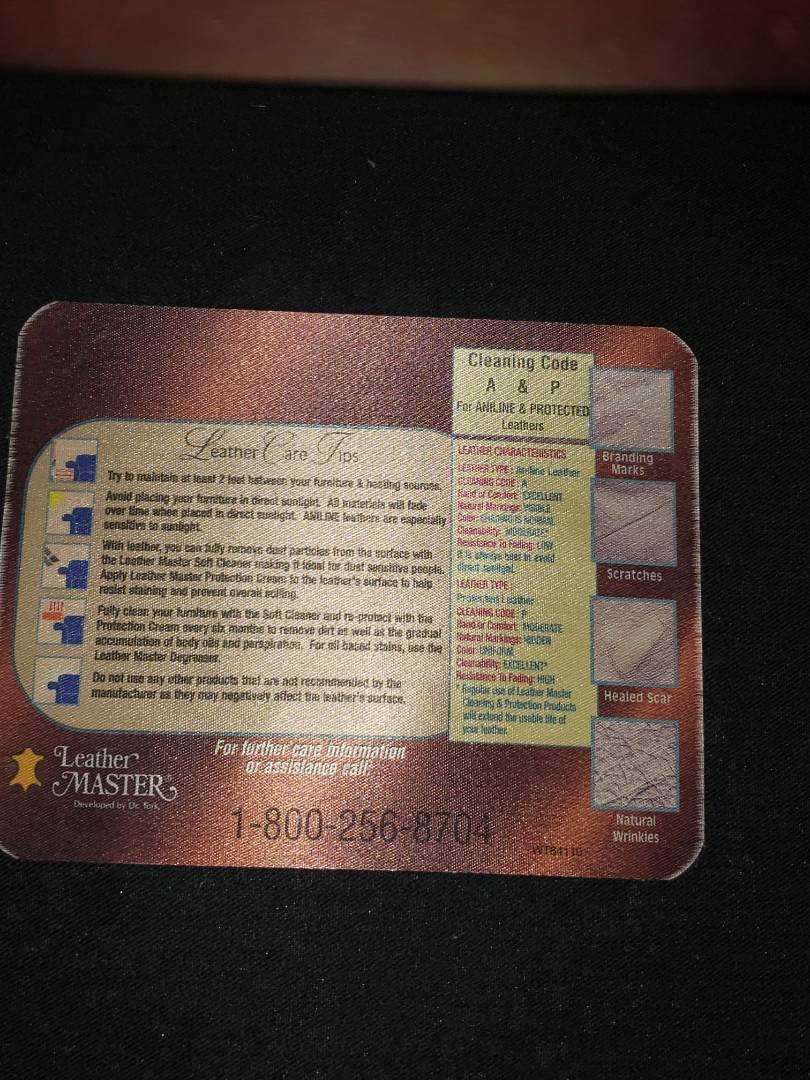 Leather Care Tips
Try to maintain at least 2 feet between your furniture & heating sources.
Avoid placing your furniture in direct sunlight. All materials will fade
over time when placed in direct sunlight. ANILINE leathers are especially
sensitive to sunlight.
With leather, you can fully remove dust particles from the surface with
the Leather Master Soft Cleaner making it ideal for dust sensitive people.
Apply Leather Master Protection Cream to the leather's surface to help
resist staining and prevent overall soiling.
Fully clean your furniture with the Soft Cleaner and re-protect with the
Protection Cream every six months to remove dirt as well as the gradual
accumulation of body oils and perspiration. For oil based stains, use the
Leather Master Degreaser.
Do not use any other products that are not recommended by the
manufacturer as they may negatively affect the leather's surface.
Cleaning Code
A & P
For ANILINE & PROTECTED
Leathers
LEATHER CHARACTERISTICS
LEATHER TYPE: Aniline Leather
CLEANING CODE: A
Hand or Comfort: EXCELLENT
Natural Markings: VISIBLE
Color: SHADING IS NORMAL
Cleanability: MODERATE*
Resistance To Fading: LOW
It is always best to avoid
direct sunlight.
LEATHER TYPE:
Protected Leather
CLEANING CODE: P
Hand or Comfort: MODERATE
Natural Markings: HIDDEN
Color: UNIFORM
Cleanability: EXCELLENT*
Resistance To Fading: HIGH
* Regular use of Leather Master
Cleaning & Protection Products
will extend the usable life of
your leather.
Branding
Marks
Scratches
Healed Scar
Natural
Wrinkles
Leather
MASTER®
Developed by Dr. Tork
For further care information
or assistance call:
1-800-256-8704